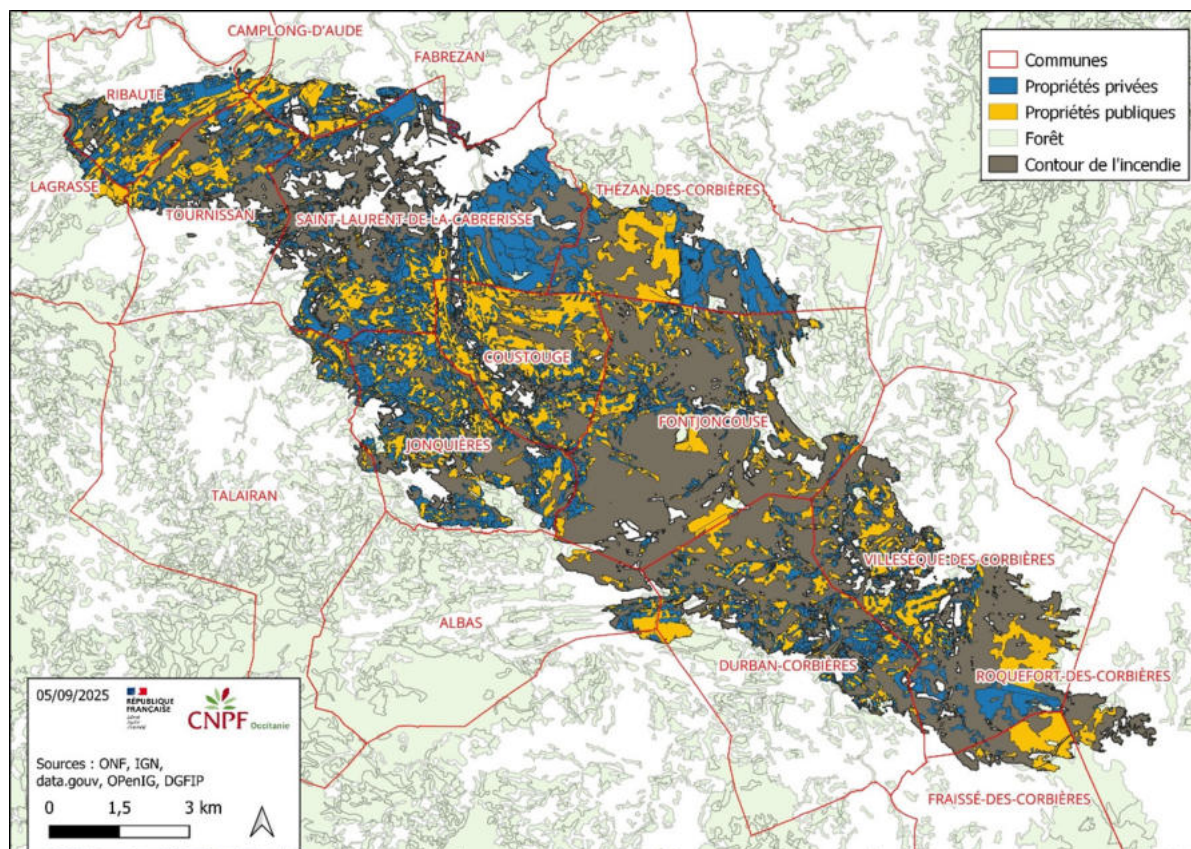 CAMPLONG-D'AUDE
FABREZAN
RIBAUTE
LAGRASSE
TOURNISSAN
SAINT-LAURENT-DE-LA-CABRERISSE
THÉZAN-DES-CORBIÈRES
COUSTOUGE
FONTJONCOUSE
JONQUIÈRES
TALAIRAN
VILLESÈQUE-DES-CORBIÈRES
ALBAS
DURBAN-CORBIÈRES
ROQUEFORT-DES-CORBIÈRES
FRAISSÉ-DES-CORBIÈRES
Communes
Propriétés privées
Propriétés publiques
Forêt
Contour de l'incendie
05/09/2025
RÉPUBLIQUE
FRANÇAISE
CNPF
Occitanie
Sources : ONF, IGN,
data.gouv, OPenIG, DGFIP
0 1,5 3 km